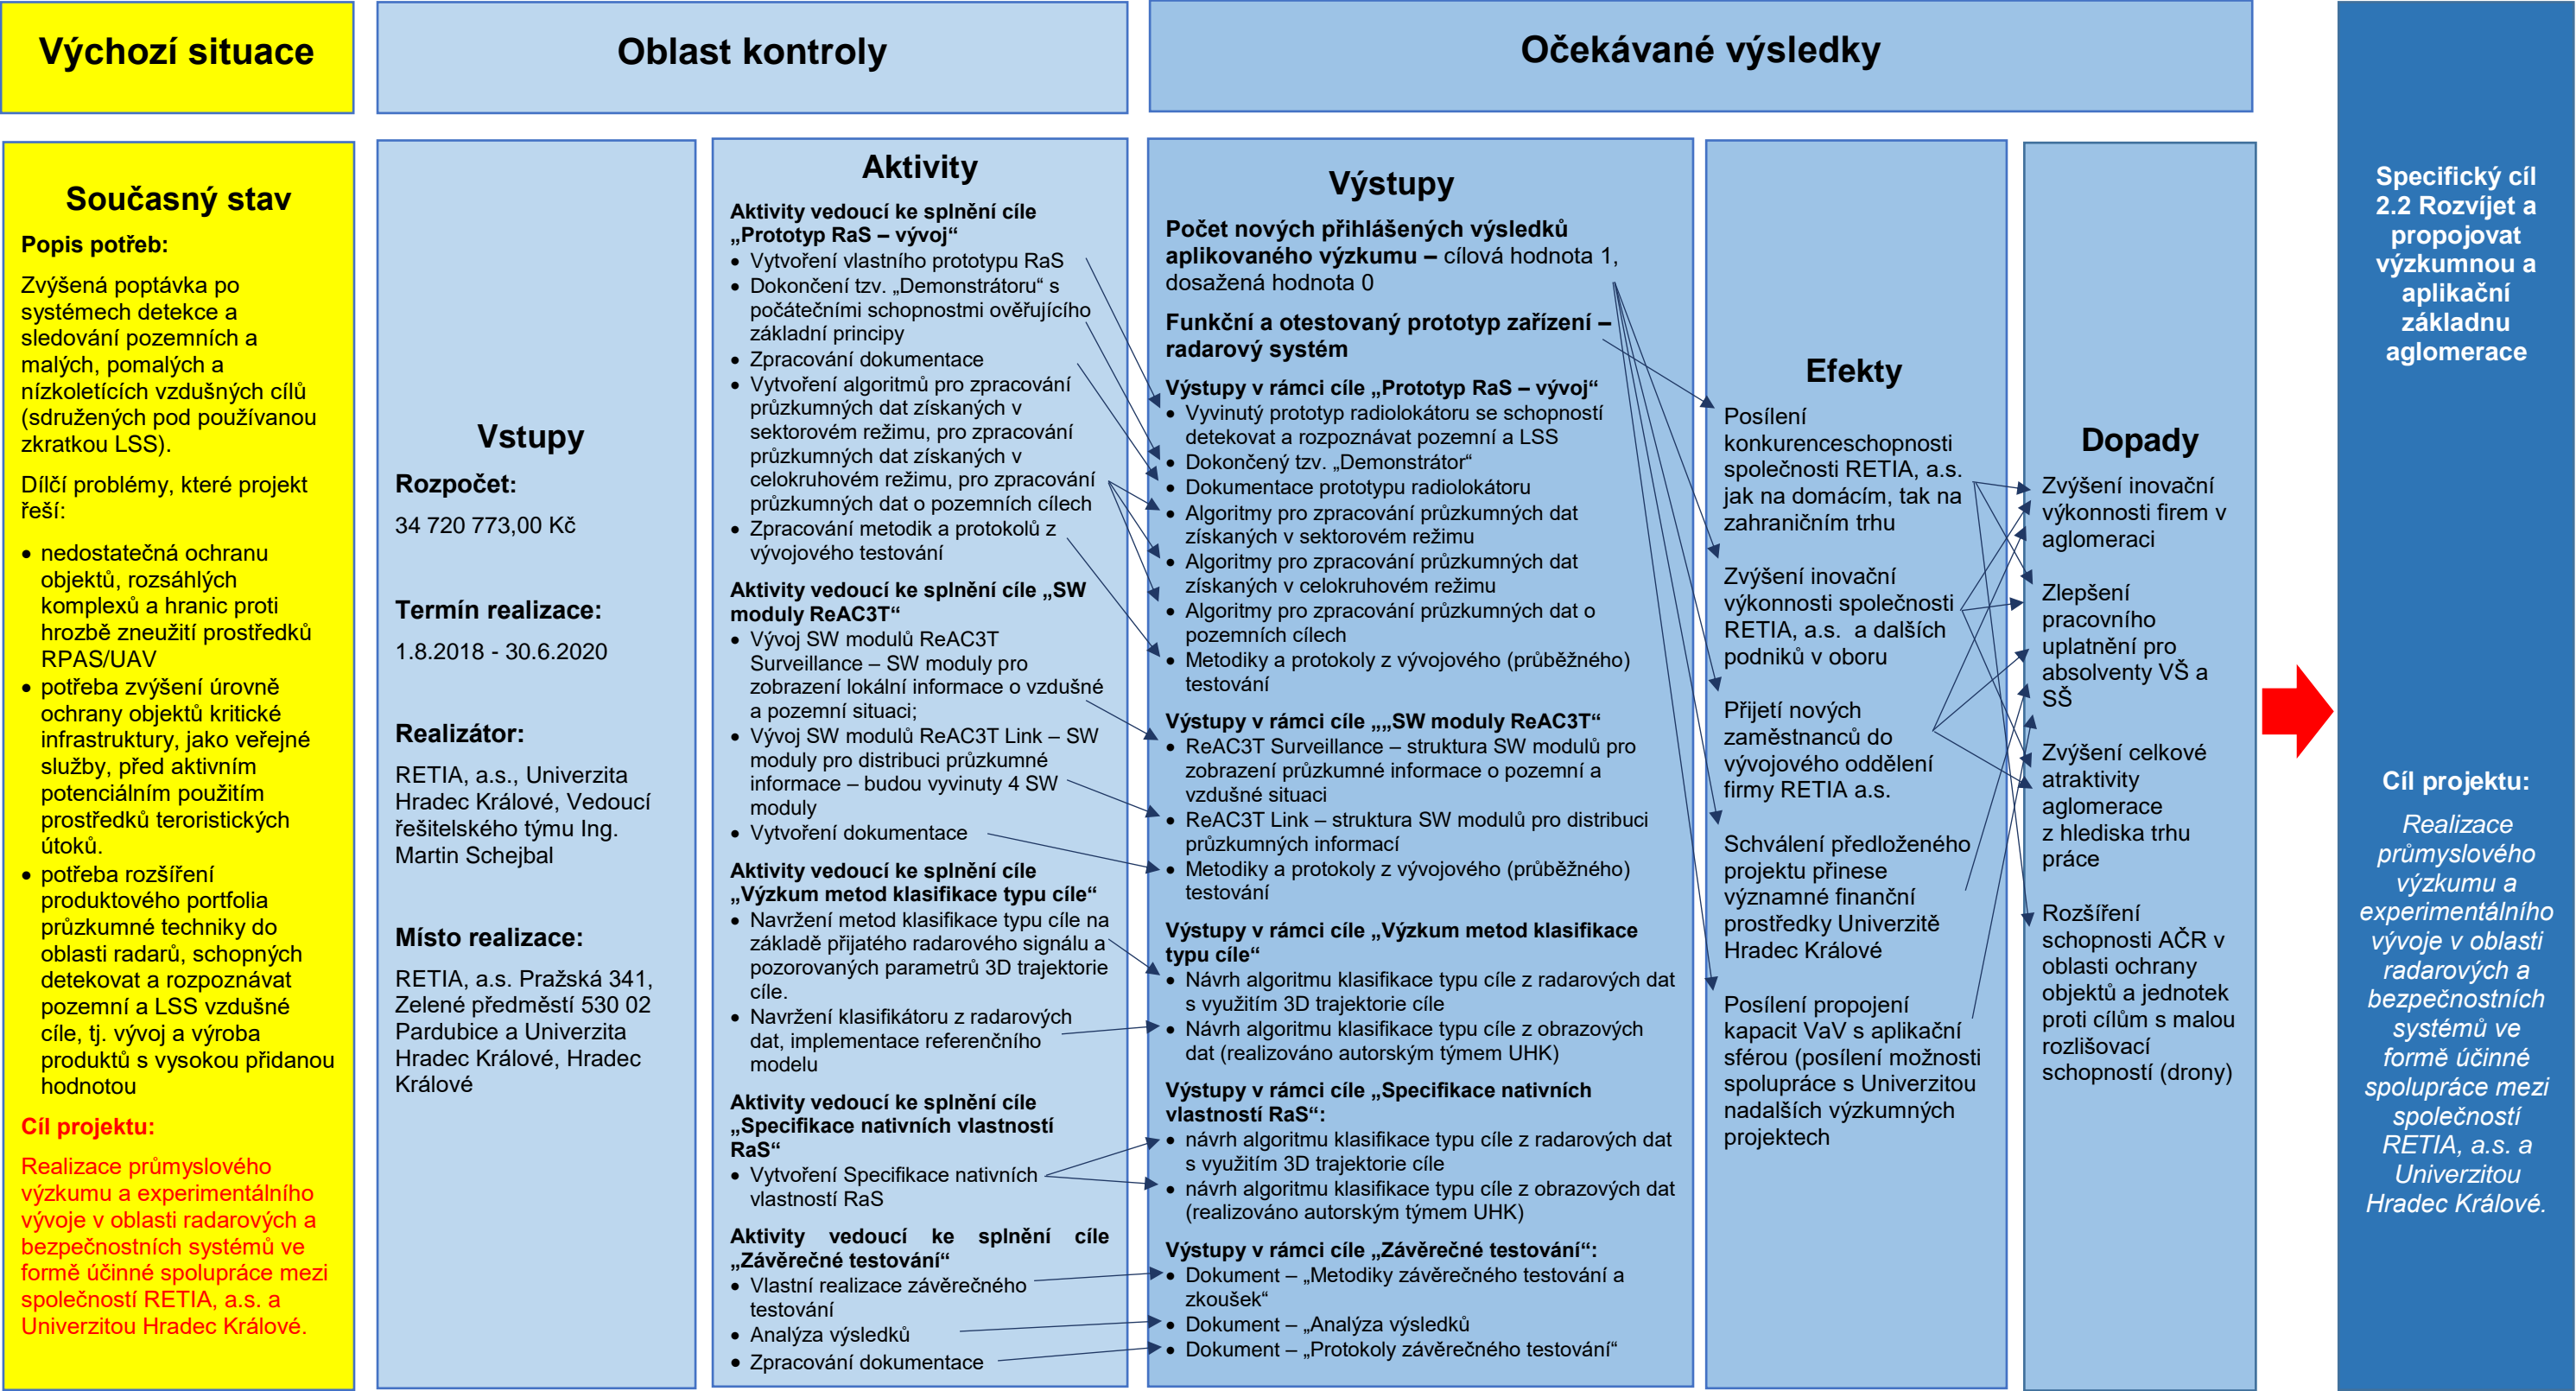 Výchozí situace
Oblast kontroly
Očekávané výsledky
Současný stav
Popis potřeb:
Zvýšená poptávka po
systémech detekce a
sledování pozemních a
malých, pomalých a
nízkoletících vzdušných cílů
(sdružených pod používanou
zkratkou LSS).
Dílčí problémy, které projekt
řeší:
• nedostatečná ochranu
objektů, rozsáhlých
komplexů a hranic proti
hrozbě zneužití prostředků
RPAS/UAV
• potřeba zvýšení úrovně
ochrany objektů kritické
infrastruktury, jako veřejné
služby, před aktivním
potenciálním použitím
prostředků teroristických
útoků.
• potřeba rozšíření
produktového portfolia
průzkumné techniky do
oblasti radarů, schopných
detekovat a rozpoznávat
pozemní a LSS vzdušné
cíle, tj. vývoj a výroba
produktů s vysokou přidanou
hodnotou
Cíl projektu:
Realizace průmyslového
výzkumu a experimentálního
vývoje v oblasti radarových a
bezpečnostních systémů ve
formě účinné spolupráce mezi
společností RETIA, a.s. a
Univerzitou Hradec Králové.
Vstupy
Rozpočet:
34 720 773,00 Kč
Termín realizace:
1.8.2018 - 30.6.2020
Realizátor:
RETIA, a.s., Univerzita
Hradec Králové, Vedoucí
řešitelského týmu Ing.
Martin Schejbal
Místo realizace:
RETIA, a.s. Pražská 341,
Zelené předměstí 530 02
Pardubice a Univerzita
Hradec Králové, Hradec
Králové
Aktivity
Aktivity vedoucí ke splnění cíle
„Prototyp RaS – vývoj“
• Vytvoření vlastního prototypu RaS
• Dokončení tzv. „Demonstrátoru“ s
počátečními schopnostmi ověřujícího
základní principy
• Zpracování dokumentace
• Vytvoření algoritmů pro zpracování
průzkumných dat získaných v
sektorovém režimu, pro zpracování
průzkumných dat získaných v
celokruhovém režimu, pro zpracování
průzkumných dat o pozemních cílech
• Zpracování metodik a protokolů z
vývojového testování
Aktivity vedoucí ke splnění cíle „SW
moduly ReAC3T“
• Vývoj SW modulů ReAC3T
Surveillance – SW moduly pro
zobrazení lokální informace o vzdušné
a pozemní situaci;
• Vývoj SW modulů ReAC3T Link – SW
moduly pro distribuci průzkumné
informace – budou vyvinuty 4 SW
moduly
• Vytvoření dokumentace
Aktivity vedoucí ke splnění cíle
„Výzkum metod klasifikace typu cíle“
• Navržení metod klasifikace typu cíle na
základě přijatého radarového signálu a
pozorovaných parametrů 3D trajektorie
cíle.
• Navržení klasifikátoru z radarových
dat, implementace referenčního
modelu
Aktivity vedoucí ke splnění cíle
„Specifikace nativních vlastností
RaS“
• Vytvoření Specifikace nativních
vlastností RaS
Aktivity vedoucí ke splnění cíle
„Závěrečné testování“
• Vlastní realizace závěrečného
testování
• Analýza výsledků
• Zpracování dokumentace
Výstupy
Počet nových přihlášených výsledků
aplikovaného výzkumu – cílová hodnota 1,
dosažená hodnota 0
Funkční a otestovaný prototyp zařízení –
radarový systém
Výstupy v rámci cíle „Prototyp RaS – vývoj“
• Vyvinutý prototyp radiolokátoru se schopností
detekovat a rozpoznávat pozemní a LSS
• Dokončený tzv. „Demonstrátor“
• Dokumentace prototypu radiolokátoru
• Algoritmy pro zpracování průzkumných dat
získaných v sektorovém režimu
• Algoritmy pro zpracování průzkumných dat
získaných v celokruhovém režimu
• Algoritmy pro zpracování průzkumných dat o
pozemních cílech
• Metodiky a protokoly z vývojového (průběžného)
testování
Výstupy v rámci cíle „„SW moduly ReAC3T“
• ReAC3T Surveillance – struktura SW modulů pro
zobrazení průzkumné informace o pozemní a
vzdušné situaci
• ReAC3T Link – struktura SW modulů pro distribuci
průzkumných informací
• Metodiky a protokoly z vývojového (průběžného)
testování
Výstupy v rámci cíle „Výzkum metod klasifikace
typu cíle“
• Návrh algoritmu klasifikace typu cíle z radarových dat
s využitím 3D trajektorie cíle
• Návrh algoritmu klasifikace typu cíle z obrazových
dat (realizováno autorským týmem UHK)
Výstupy v rámci cíle „Specifikace nativních
vlastností RaS“:
• návrh algoritmu klasifikace typu cíle z radarových dat
s využitím 3D trajektorie cíle
• návrh algoritmu klasifikace typu cíle z obrazových dat
(realizováno autorským týmem UHK)
Výstupy v rámci cíle „Závěrečné testování“:
• Dokument – „Metodiky závěrečného testování a
zkoušek“
• Dokument – „Analýza výsledků
• Dokument – „Protokoly závěrečného testování“
Efekty
Posílení
konkurenceschopnosti
společnosti RETIA, a.s.
jak na domácím, tak na
zahraničním trhu
Zvýšení inovační
výkonnosti společnosti
RETIA, a.s. a dalších
podniků v oboru
Přijetí nových
zaměstnanců do
vývojového oddělení
firmy RETIA a.s.
Schválení předloženého
projektu přinese
významné finanční
prostředky Univerzitě
Hradec Králové
Posílení propojení
kapacit VaV s aplikační
sférou (posílení možnosti
spolupráce s Univerzitou
nadalších výzkumných
projektech
Dopady
Zvýšení inovační
výkonnosti firem v
aglomeraci
Zlepšení
pracovního
uplatnění pro
absolventy VŠ a
SŠ
Zvýšení celkové
atraktivity
aglomerace
z hlediska trhu
práce
Rozšíření
schopnosti AČR v
oblasti ochrany
objektů a jednotek
proti cílům s malou
rozlišovací
schopností (drony)
Specifický cíl
2.2 Rozvíjet a
propojovat
výzkumnou a
aplikační
základnu
aglomerace
Cíl projektu:
Realizace
průmyslového
výzkumu a
experimentálního
vývoje v oblasti
radarových a
bezpečnostních
systémů ve
formě účinné
spolupráce mezi
společností
RETIA, a.s. a
Univerzitou
Hradec Králové.